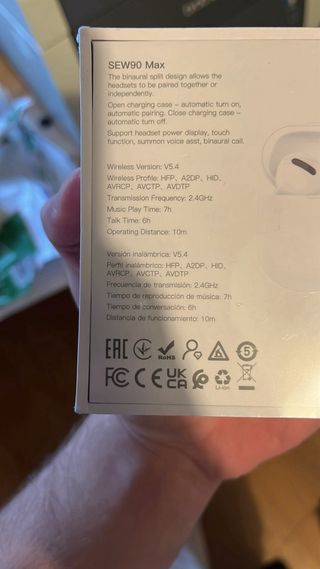 SEW90 Max
The binaural split design allows the
headsets to be paired together or
independently.
Open charging case – automatic turn on,
automatic pairing. Close charging case –
automatic turn off.
Support headset power display, touch
function, summon voice asst, binaural call.
Wireless Version: V5.4
Wireless Profile: HFP、A2DP、HID、
AVRCP、AVCTP、AVDTP
Transmission Frequency: 2.4GHz
Music Play Time: 7h
Talk Time: 6h
Operating Distance: 10m
Versión inalámbrica: V5.4
Perfil inalámbrico: HFP、A2DP、HID、
AVRCP、AVCTP、AVDTP
Frecuencia de transmisión: 2.4GHz
Tiempo de reproducción de música: 7h
Tiempo de conversación: 6h
Distancia de funcionamiento: 10m
EAC RoHS 5
FC CE UK
CA Li-ion